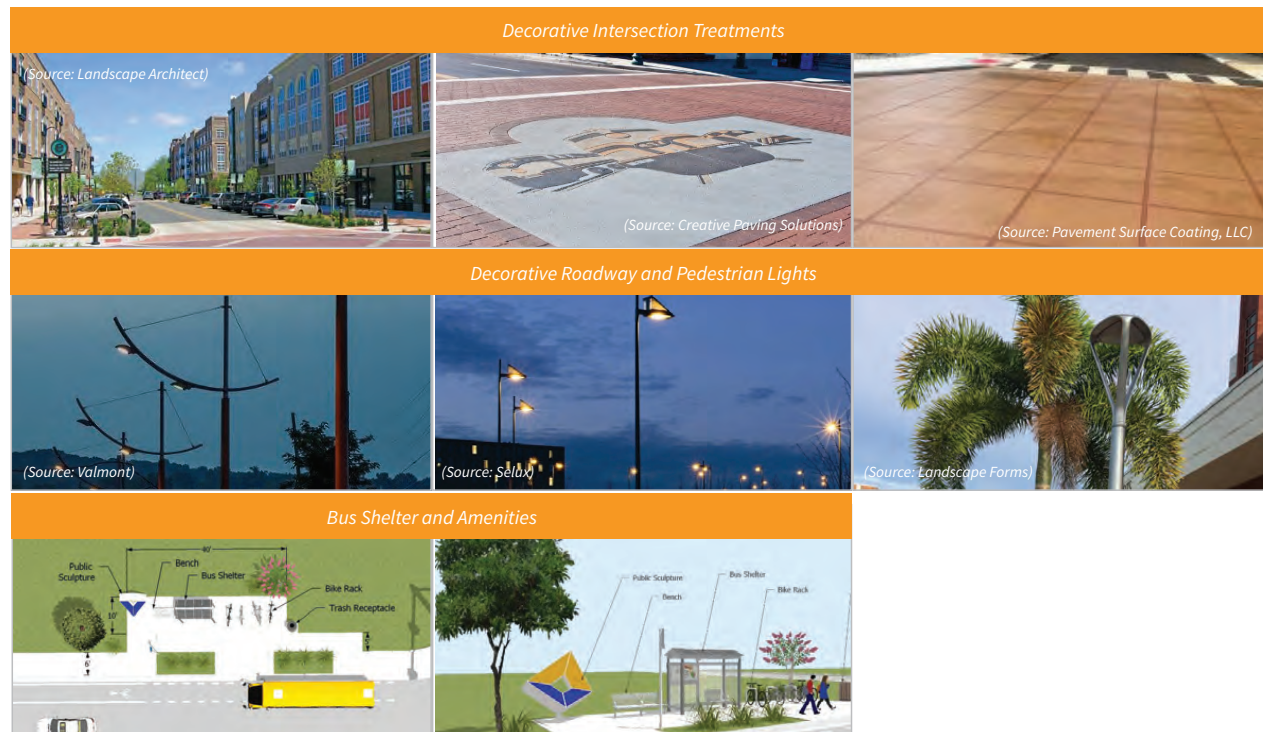 Decorative Intersection Treatments
(Source: Landscape Architect)
(Source: Creative Paving Solutions)
(Source: Pavement Surface Coating, LLC)
Decorative Roadway and Pedestrian Lights
(Source: Valmont)
(Source: Selux)
(Source: Landscape Forms)
Bus Shelter and Amenities
Public
Sculpture
Bench
Bus Shelter
Bike Rack
Trash Receptacle
10'
6'
Public Sculpture
Bench
Bus Shelter
Bike Rack